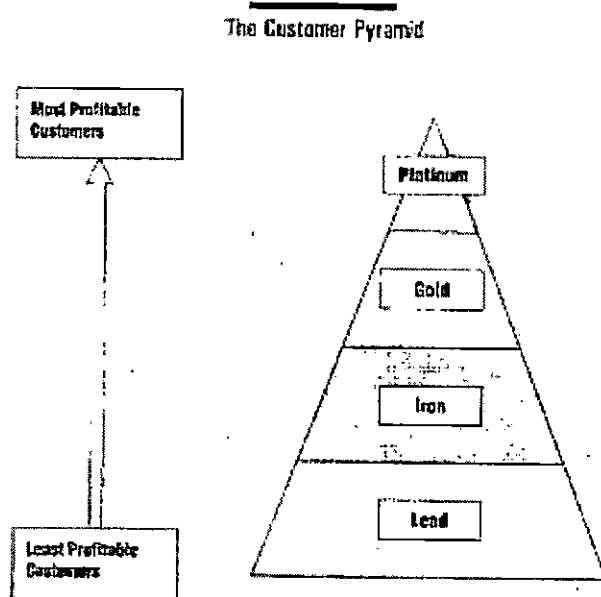 The Customer Pyramid
Most Profitable
Customers
Platinum
Gold
Iron
Lead
Least Profitable
Customers